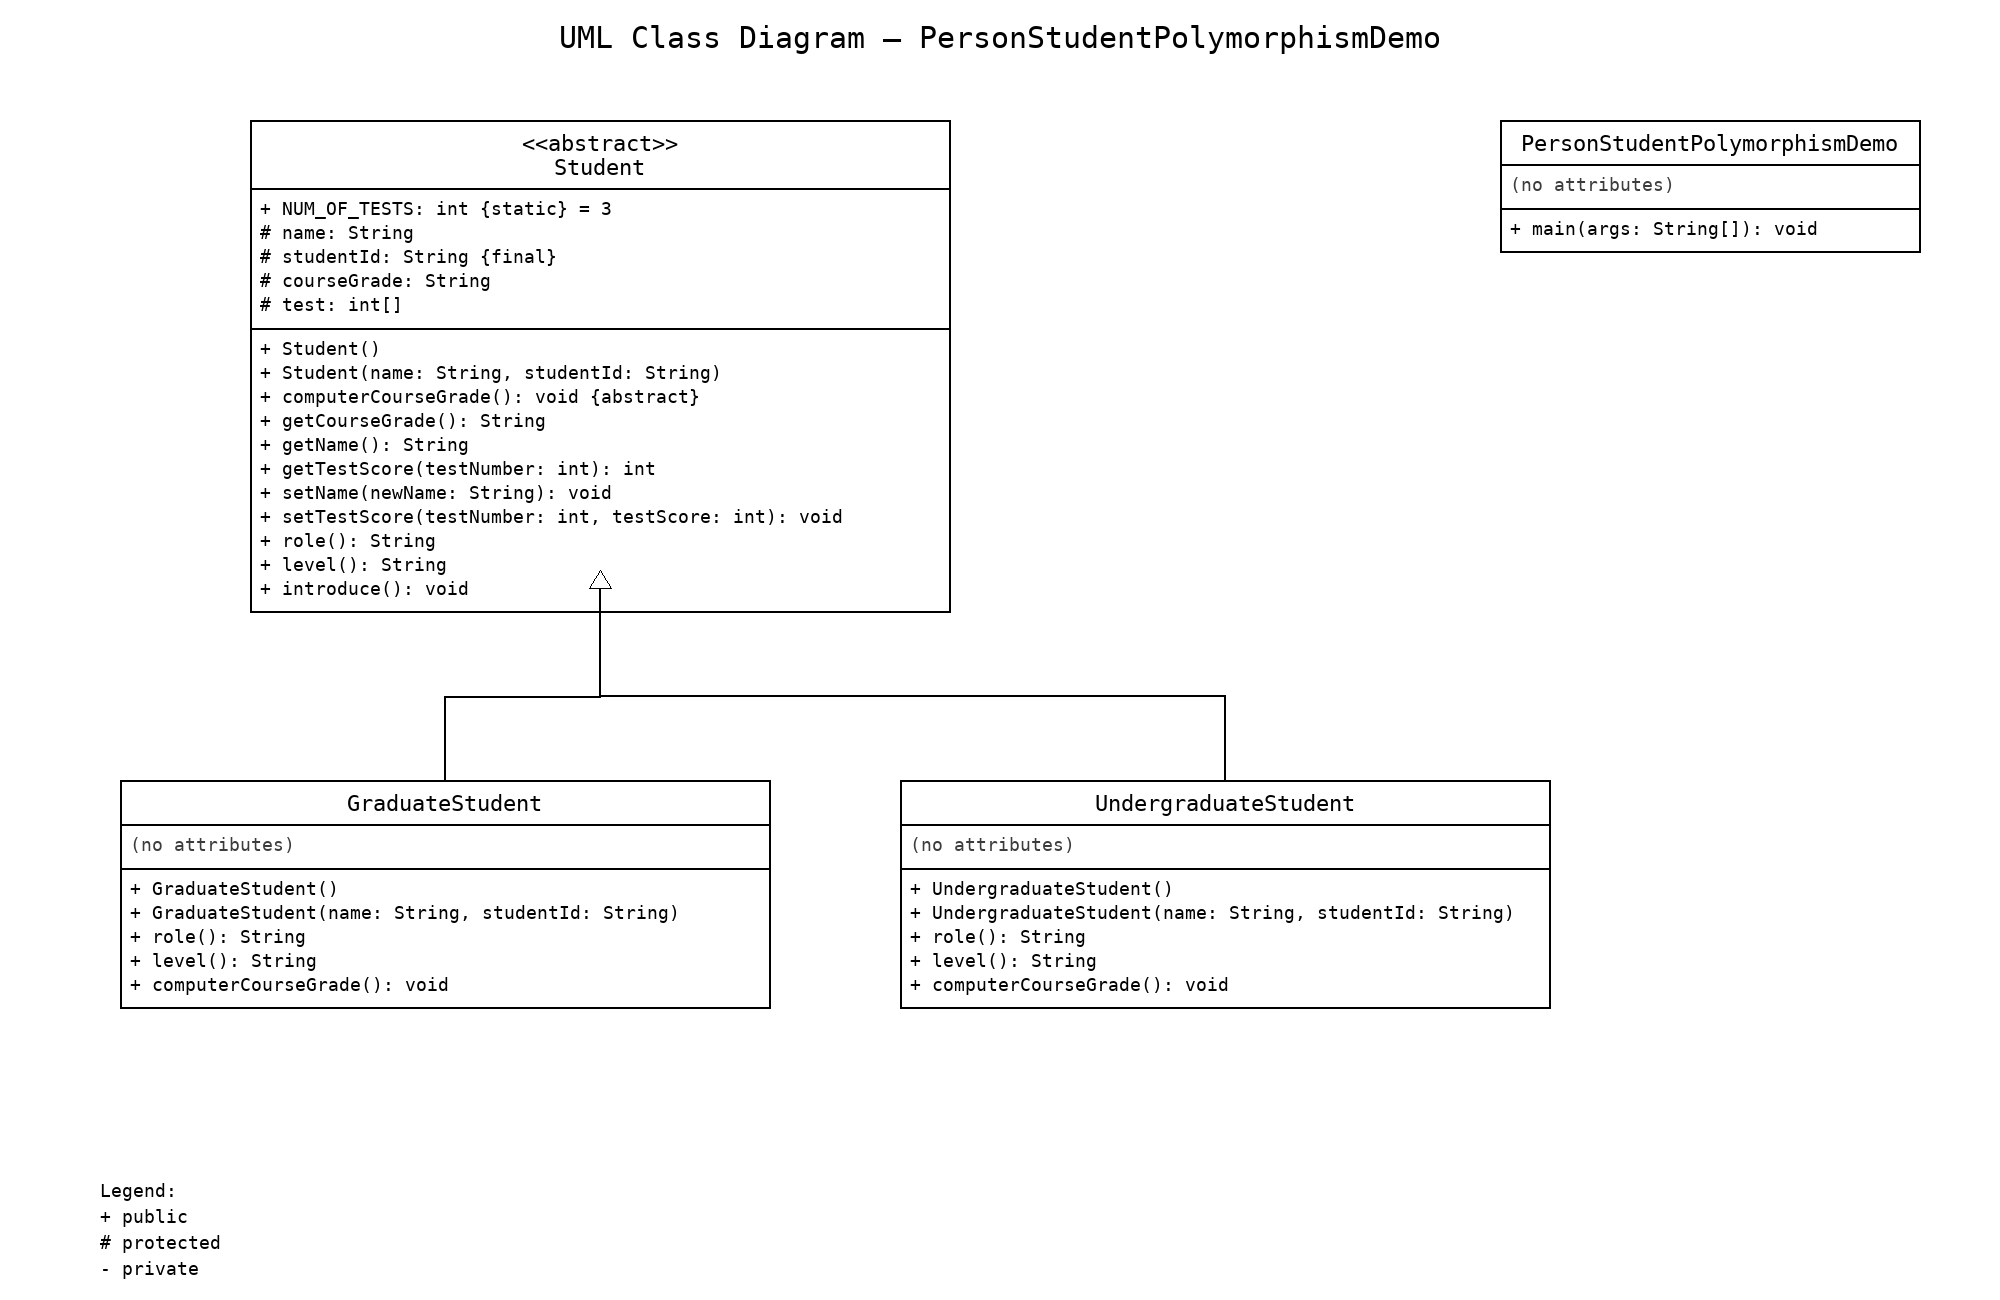 UML Class Diagram — PersonStudentPolymorphismDemo
<<abstract>>
Student
+ NUM_OF_TESTS: int {static} = 3
# name: String
# studentId: String {final}
# courseGrade: String
# test: int[]
+ Student()
+ Student(name: String, studentId: String)
+ computerCourseGrade(): void {abstract}
+ getCourseGrade(): String
+ getName(): String
+ getTestScore(testNumber: int): int
+ setName(newName: String): void
+ setTestScore(testNumber: int, testScore: int): void
+ role(): String
+ level(): String
+ introduce(): void
PersonStudentPolymorphismDemo
(no attributes)
+ main(args: String[]): void
GraduateStudent
(no attributes)
+ GraduateStudent()
+ GraduateStudent(name: String, studentId: String)
+ role(): String
+ level(): String
+ computerCourseGrade(): void
UndergraduateStudent
(no attributes)
+ UndergraduateStudent()
+ UndergraduateStudent(name: String, studentId: String)
+ role(): String
+ level(): String
+ computerCourseGrade(): void
Legend:
+ public
# protected
- private